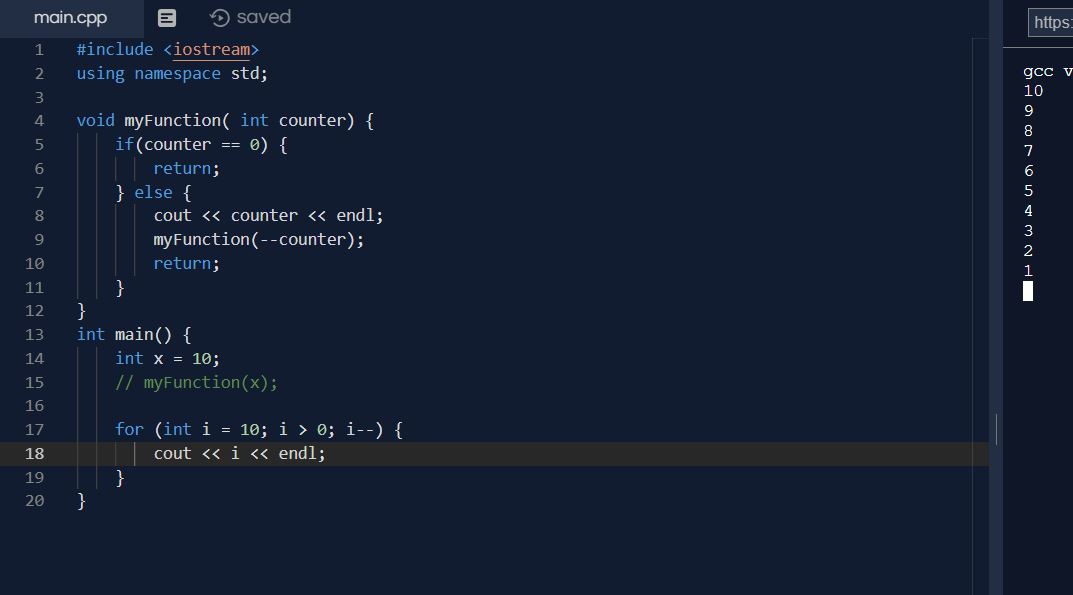 main.cpp saved
1 #include <iostream>
2 using namespace std;
3
4 void myFunction( int counter) {
5     if(counter == 0) {
6         return;
7     } else {
8         cout << counter << endl;
9         myFunction(--counter);
10         return;
11     }
12 }
13 int main() {
14     int x = 10;
15     // myFunction(x);
16
17     for (int i = 10; i > 0; i--) {
18         cout << i << endl;
19     }
20 }
https:
gcc v
10
9
8
7
6
5
4
3
2
1